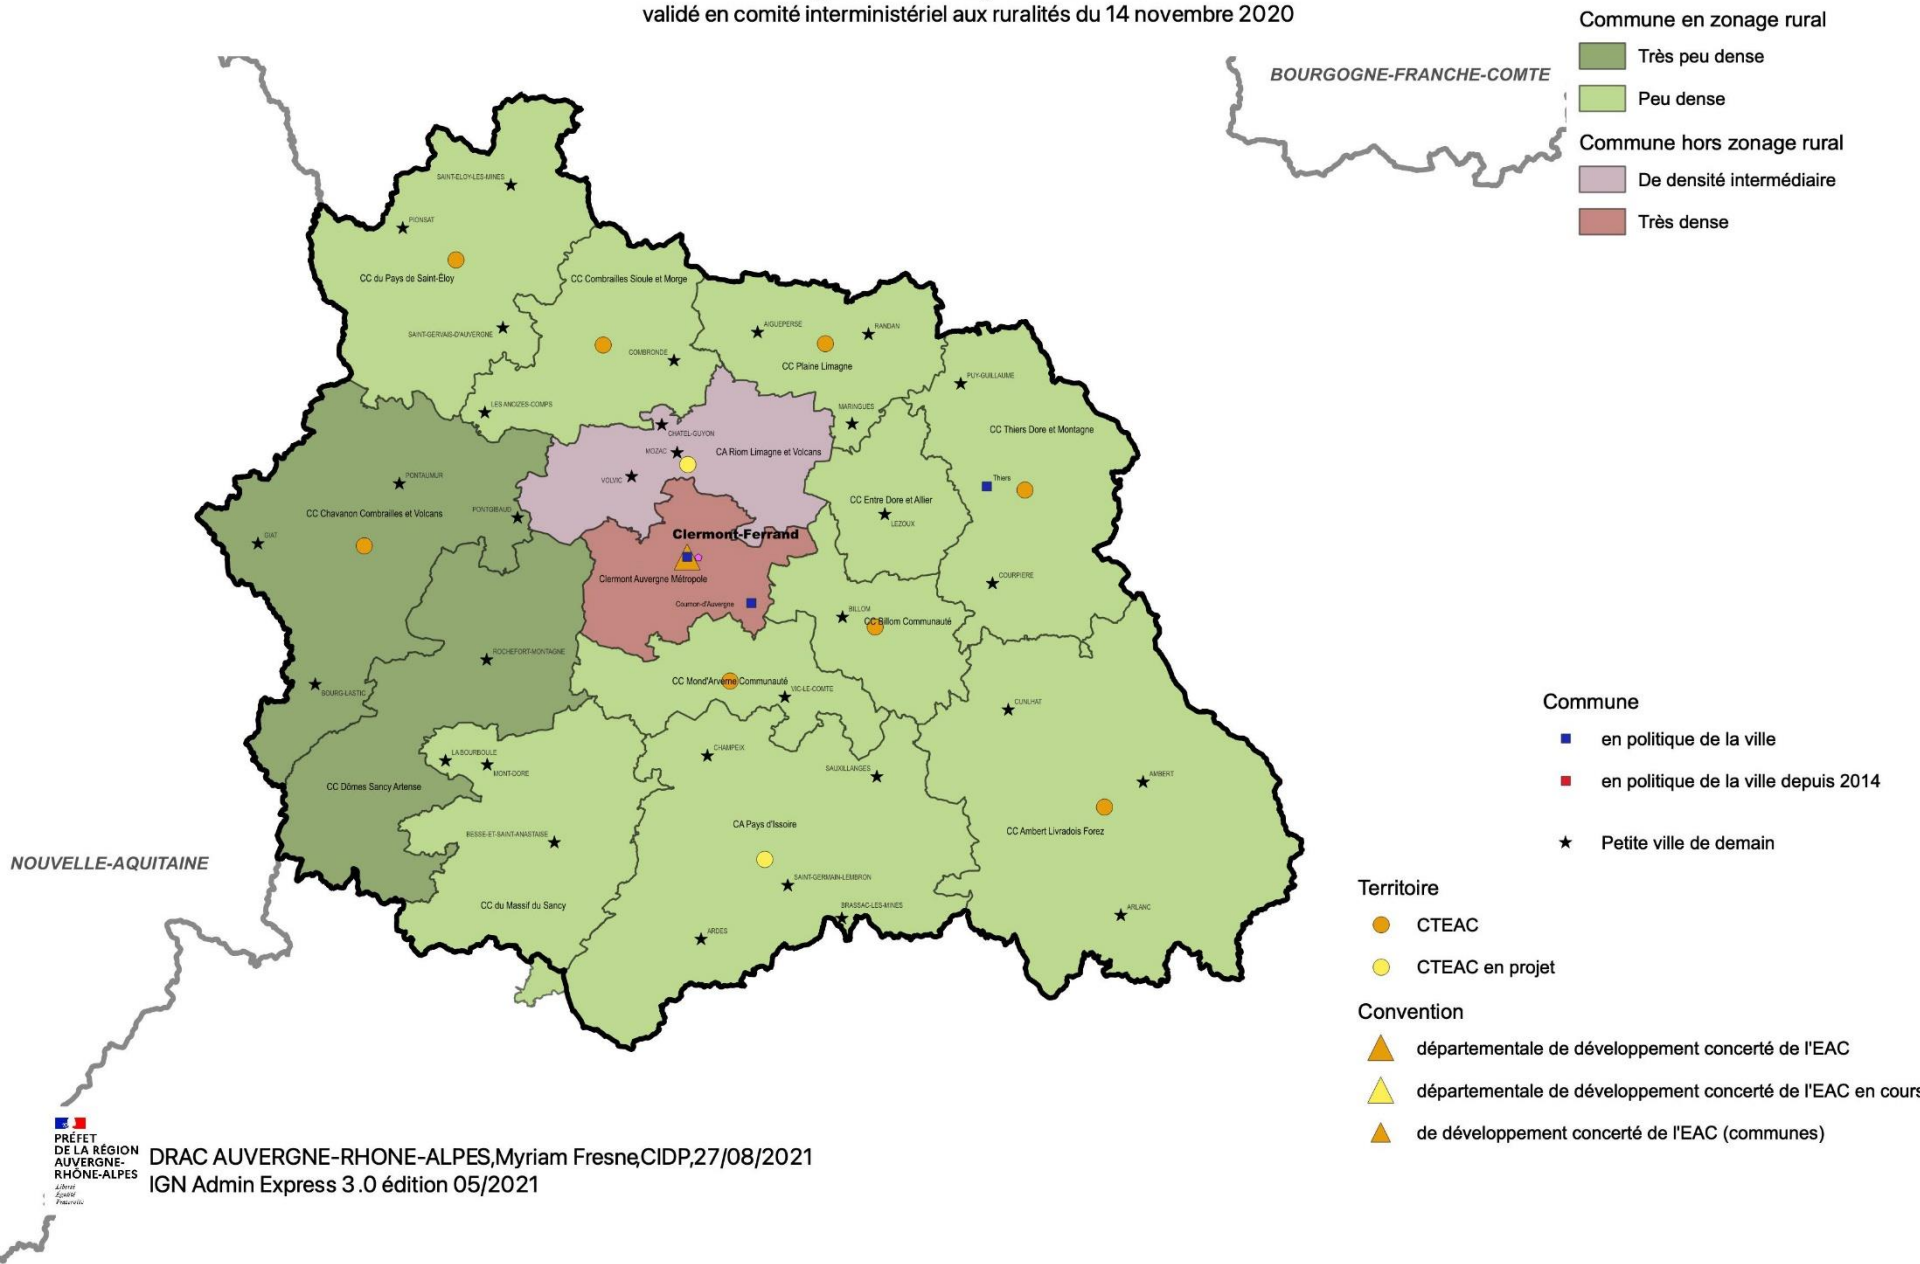 validé en comité interministériel aux ruralités du 14 novembre 2020
Commune en zonage rural
Très peu dense
Peu dense
Commune hors zonage rural
De densité intermédiaire
Très dense
BOURGOGNE-FRANCHE-COMTE
SAINT-ELOY-LES-MINES
PIONSAT
CC du Pays de Saint-Éloy
CC Combrailles Sioule et Morge
SAINT-GERVAIS-D'AUVERGNE
COMBRONDE
AIGUEPERSE
RANDAN
CC Plaine Limagne
PUY-GUILLAUME
LES ANCIZES-COMPS
MARINGUES
CHATEL-GUYON
CC Thiers Dore et Montagne
MOZAC
CA Riom Limagne et Volcans
VOLVIC
PONTAUMUR
Thiers
CC Entre Dore et Allier
CC Chavanon Combrailles et Volcans
PONTGIBAUD
LEZOUX
GIAT
Clermont-Ferrand
Clermont Auvergne Métropole
COURPIERE
Cournon-d'Auvergne
BILLOM
CC Billom Communauté
ROCHEFORT-MONTAGNE
CC Mond'Arverne Communauté
VIC-LE-COMTE
BOURG-LASTIC
CUNLHAT
LA BOURBOULE
CHAMPEIX
MONT-DORE
SAUXILLANGES
AMBERT
CC Dômes Sancy Artense
CA Pays d'Issoire
BESSE-ET-SAINT-ANASTAISE
CC Ambert Livradois Forez
SAINT-GERMAIN-LEMBRON
CC du Massif du Sancy
BRASSAC-LES-MINES
ARLANC
ARDES
NOUVELLE-AQUITAINE
Commune
en politique de la ville
en politique de la ville depuis 2014
Petite ville de demain
Territoire
CTEAC
CTEAC en projet
Convention
départementale de développement concerté de l'EAC
départementale de développement concerté de l'EAC en cours
de développement concerté de l'EAC (communes)
PRÉFET
DE LA RÉGION
AUVERGNE-
RHÔNE-ALPES
Liberté
Égalité
Fraternité
DRAC AUVERGNE-RHONE-ALPES,Myriam Fresne,CIDP,27/08/2021
IGN Admin Express 3.0 édition 05/2021